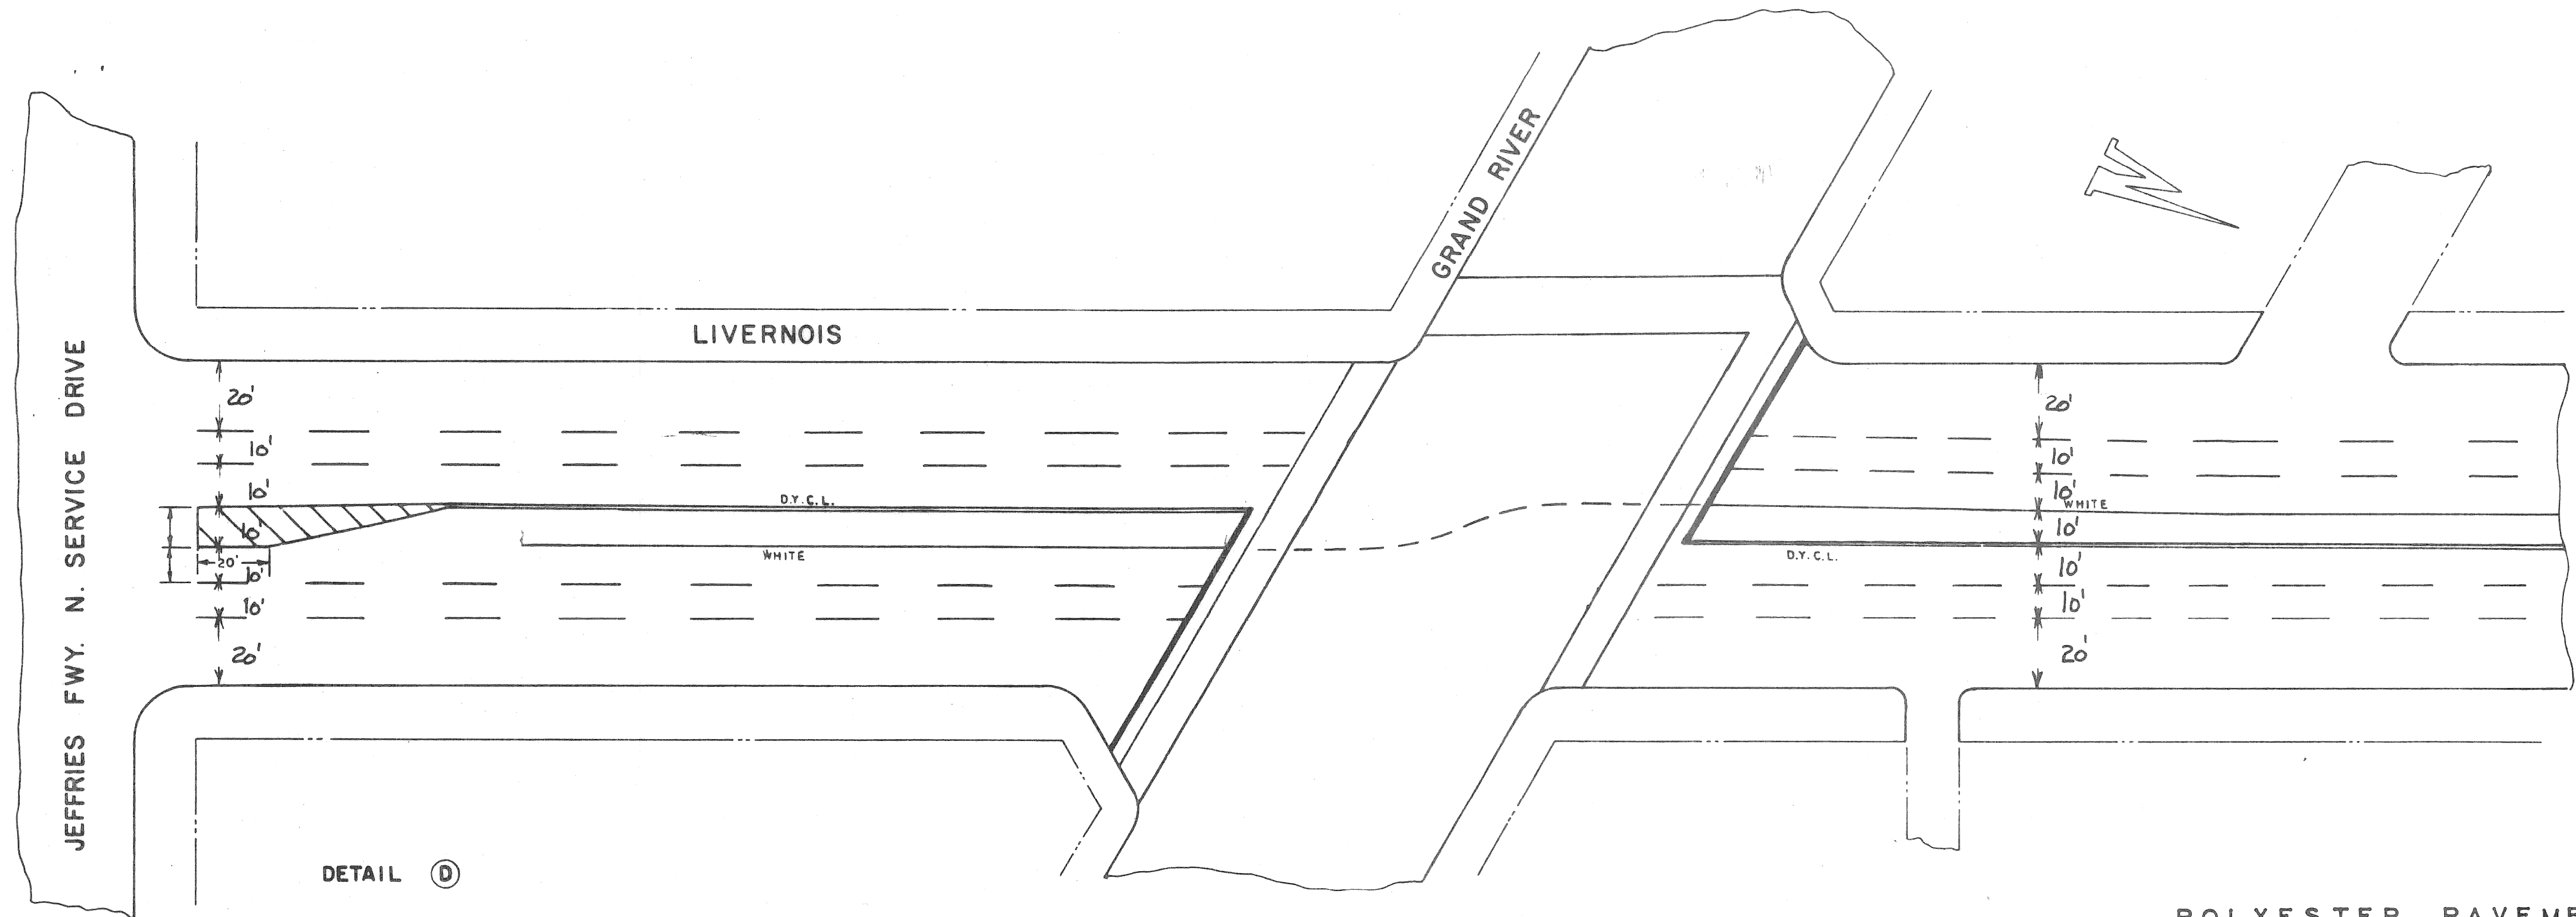 JEFFRIES FWY. N. SERVICE DRIVE
LIVERNOIS
GRAND RIVER
20'
10'
10'
10'
20'
10'
10'
20'
D.Y.C.L.
WHITE
20'
10'
10'
WHITE
10'
D.Y.C.L.
10'
10'
20'
DETAIL D
POLYESTER